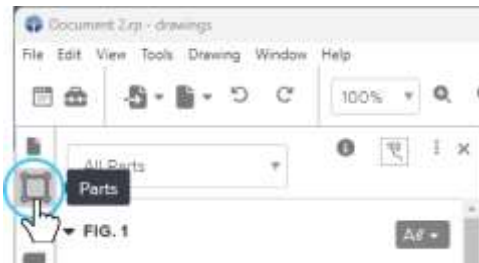 Document 2.rp - drawings
File Edit View Tools Drawing Window Help
100%
All Parts
Parts
FIG. 1
All